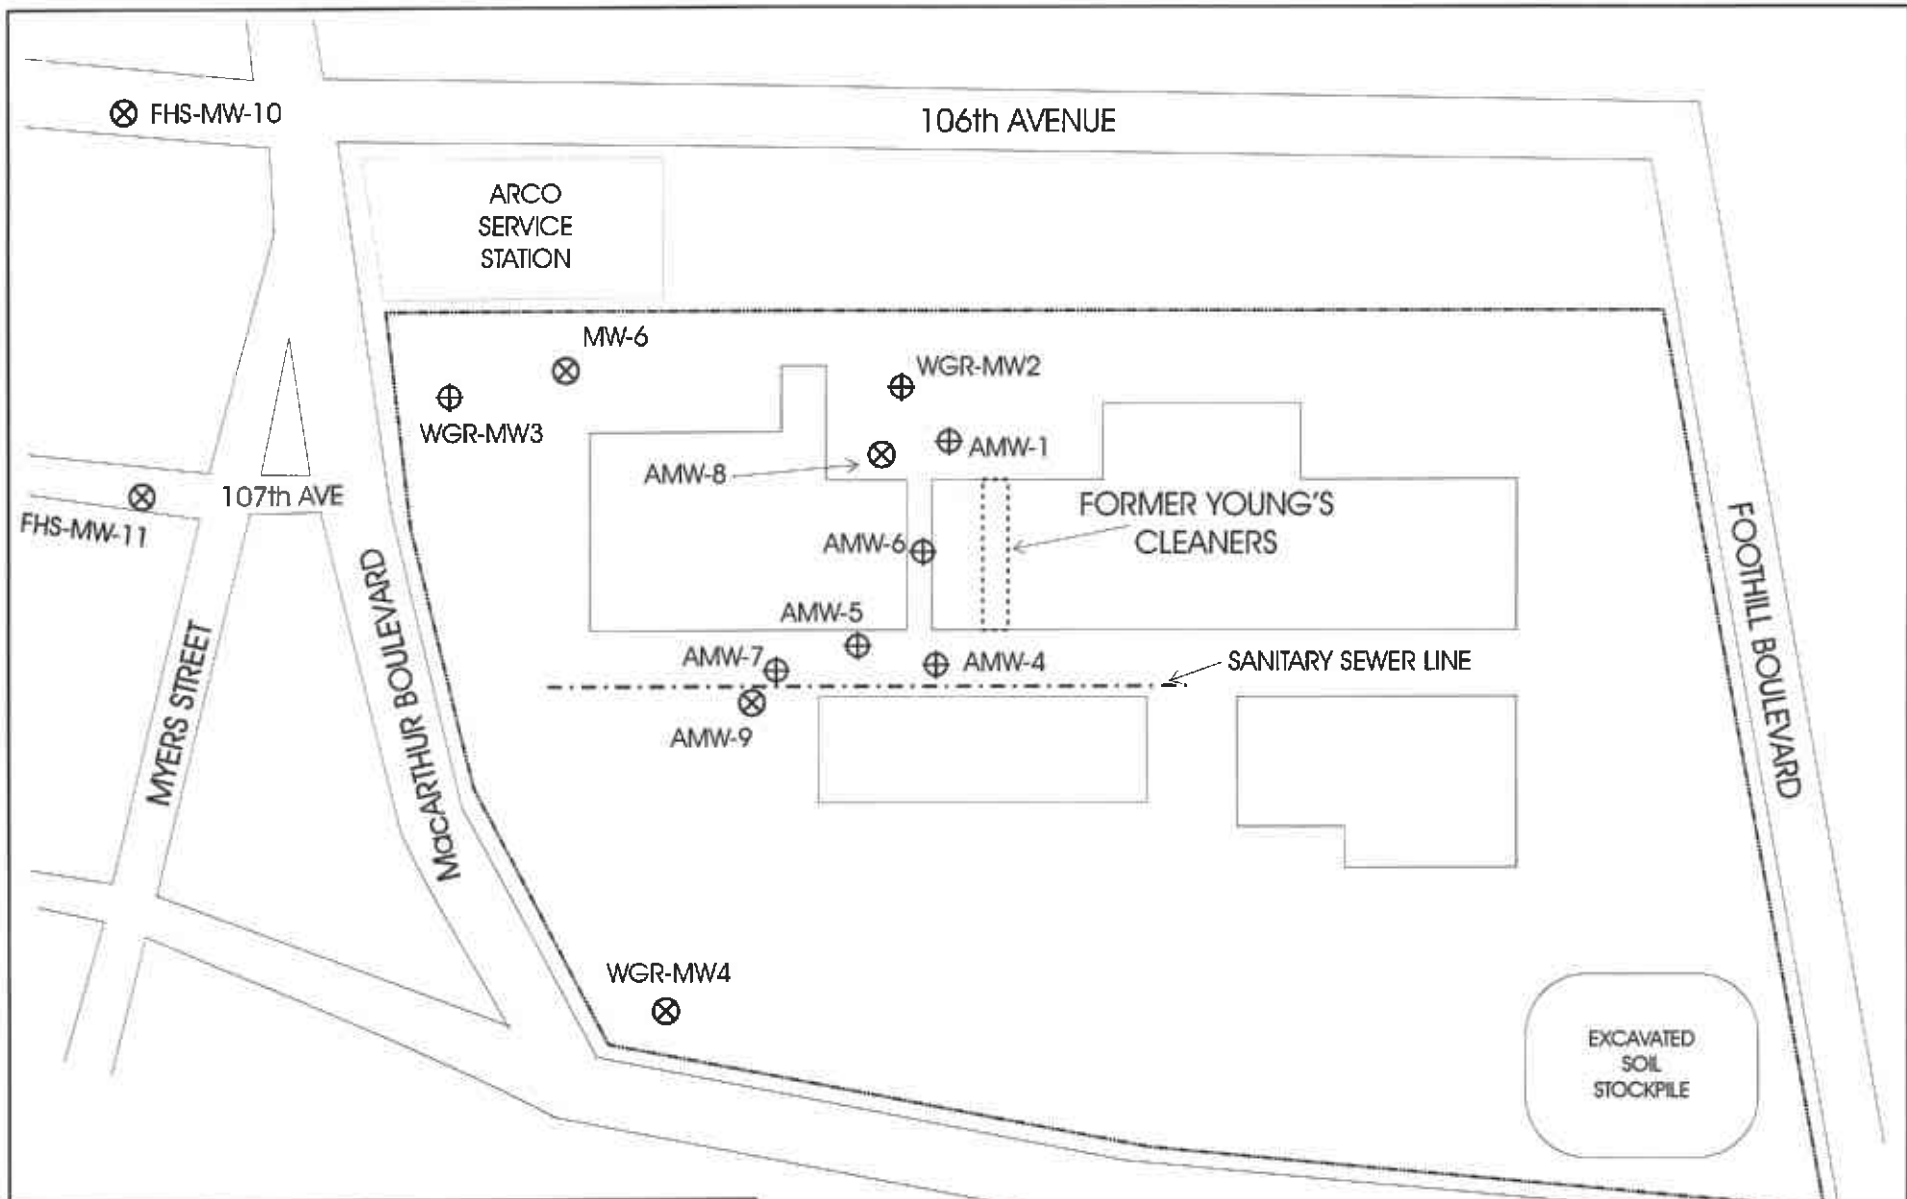 FHS-MW-10
106th AVENUE
ARCO
SERVICE
STATION
MW-6
WGR-MW2
WGR-MW3
AMW-1
AMW-8
107th AVE
FHS-MW-11
FORMER YOUNG'S
CLEANERS
AMW-6
AMW-5
AMW-7
AMW-4
SANITARY SEWER LINE
AMW-9
MYERS STREET
MacARTHUR BOULEVARD
FOOTHILL BOULEVARD
WGR-MW4
EXCAVATED
SOIL
STOCKPILE